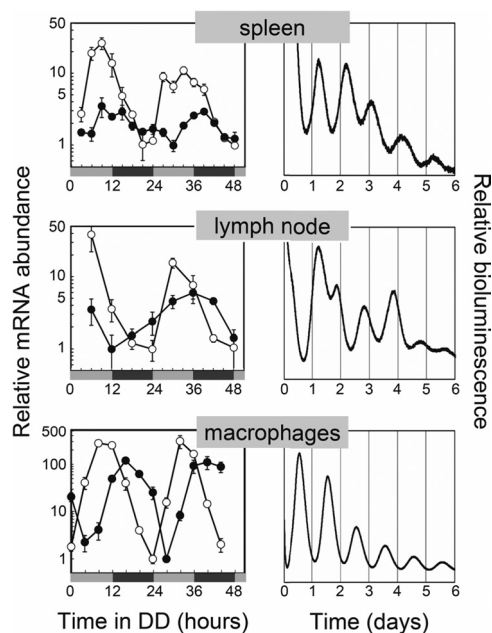 spleen
50
10
5
1
0 12 24 36 48
0 1 2 3 4 5 6
lymph node
50
10
5
1
0 12 24 36 48
0 1 2 3 4 5 6
macrophages
500
100
10
1
0 12 24 36 48
0 1 2 3 4 5 6
Relative mRNA abundance
Relative bioluminescence
Time in DD (hours)
Time (days)